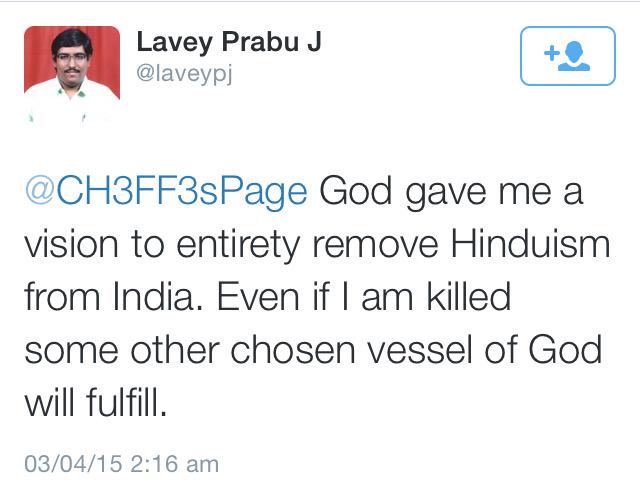 Lavey Prabu J
@laveypj
@CH3FF3sPage God gave me a
vision to entirety remove Hinduism
from India. Even if I am killed
some other chosen vessel of God
will fulfill.
03/04/15 2:16 am